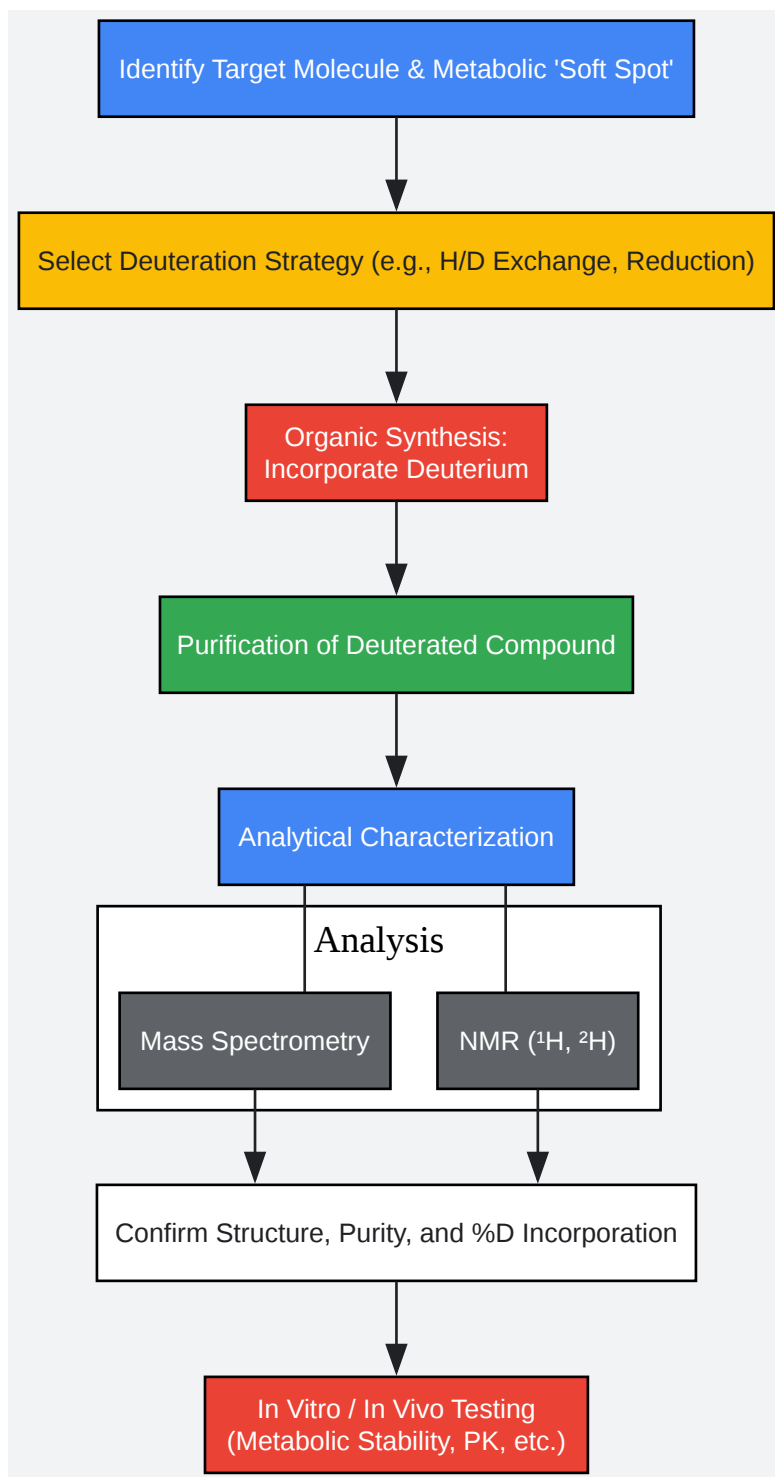 Identify Target Molecule & Metabolic 'Soft Spot'
Select Deuteration Strategy (e.g., H/D Exchange, Reduction)
Organic Synthesis:
Incorporate Deuterium
Purification of Deuterated Compound
Analytical Characterization
Analysis
Mass Spectrometry
NMR (¹H, ²H)
Confirm Structure, Purity, and %D Incorporation
In Vitro / In Vivo Testing
(Metabolic Stability, PK, etc.)